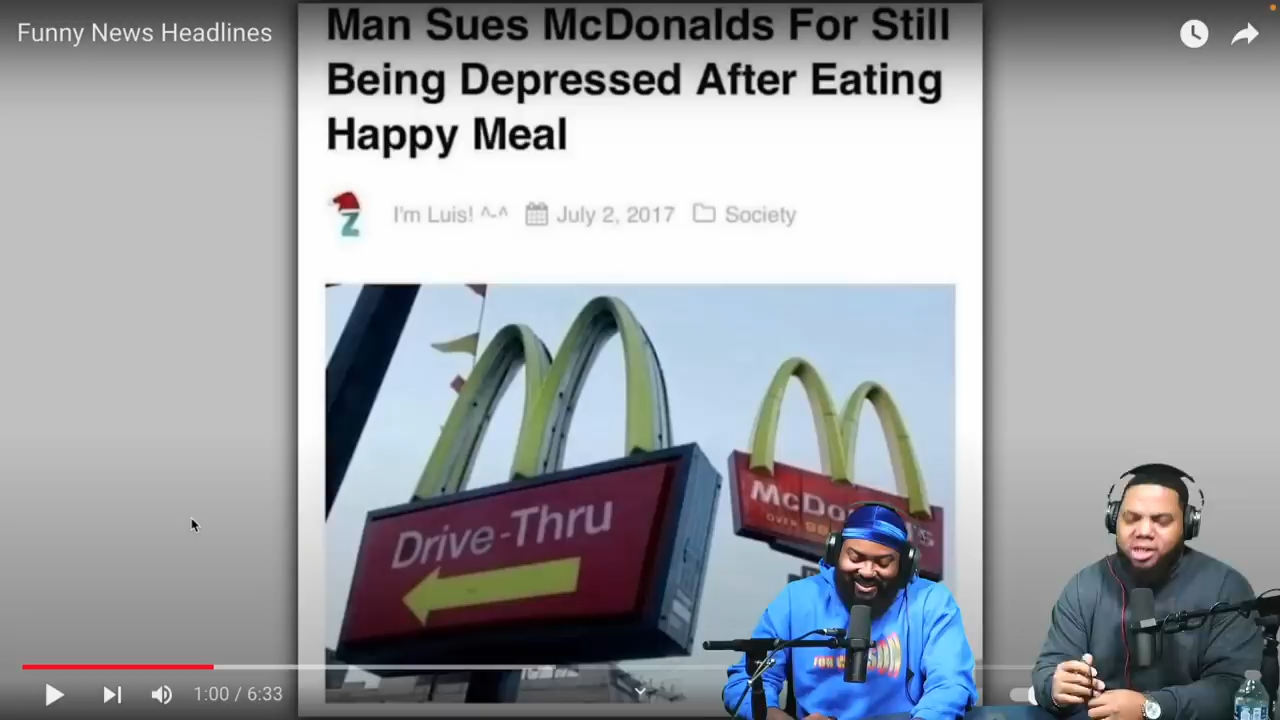 Funny News Headlines
Man Sues McDonalds For Still
Being Depressed After Eating
Happy Meal
Z
I'm Luis! ^-^ July 2, 2017 Society
Drive-Thru
1:00 / 6:33